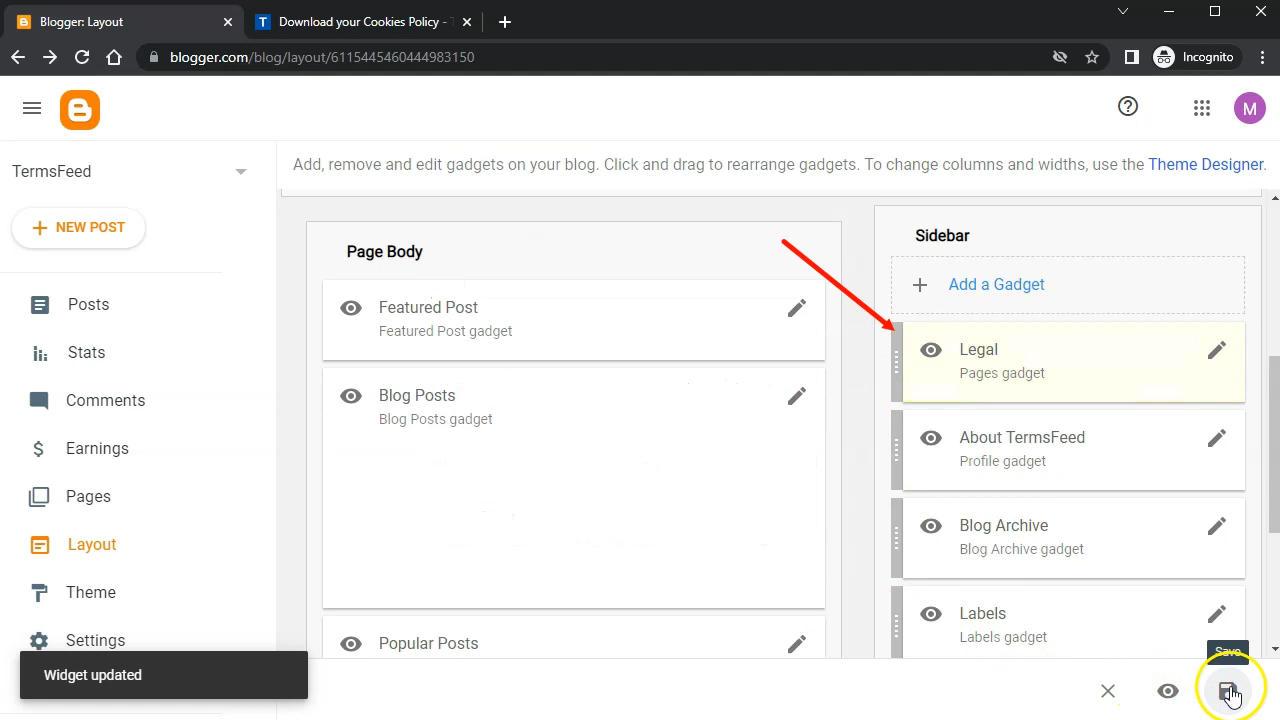 Blogger: Layout
Download your Cookies Policy -
blogger.com/blog/layout/6115445460444983150
Incognito
M
Add, remove and edit gadgets on your blog. Click and drag to rearrange gadgets. To change columns and widths, use the Theme Designer.
TermsFeed
NEW POST
Posts
Stats
Comments
Earnings
Pages
Layout
Theme
Settings
Widget updated
Page Body
Featured Post
Featured Post gadget
Blog Posts
Blog Posts gadget
Popular Posts
Sidebar
Add a Gadget
Legal
Pages gadget
About TermsFeed
Profile gadget
Blog Archive
Blog Archive gadget
Labels
Labels gadget
Save